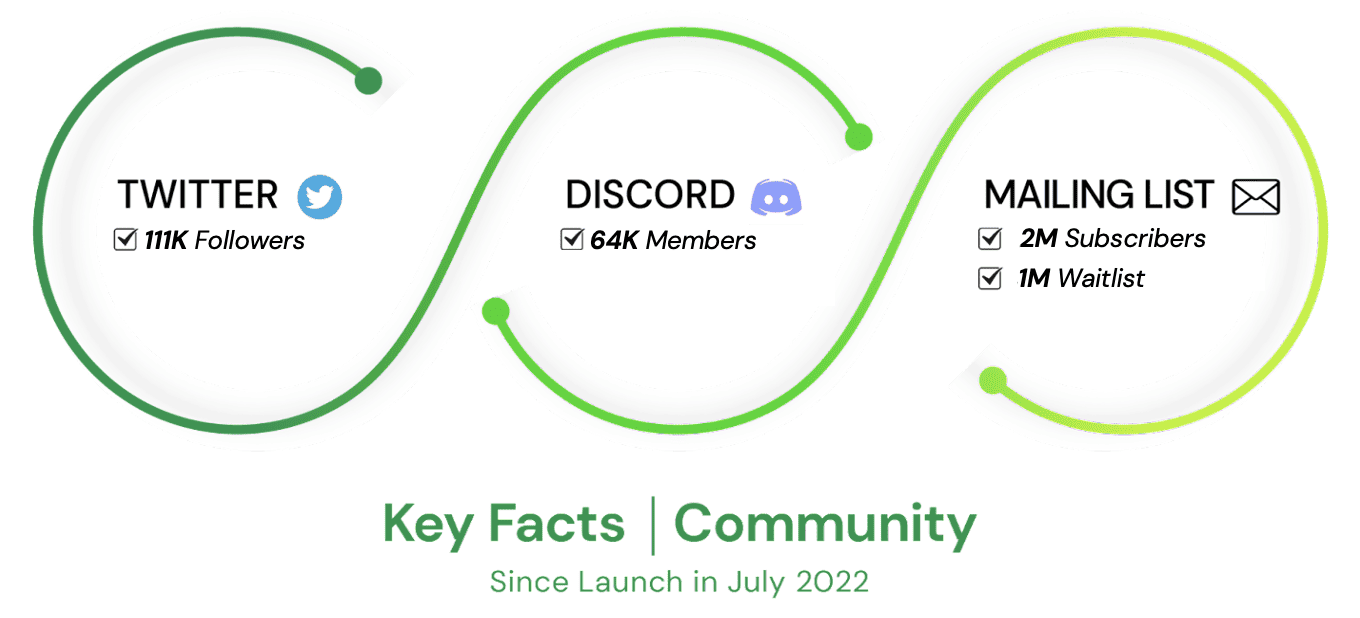 TWITTER
111K Followers
DISCORD
64K Members
MAILING LIST
2M Subscribers
1M Waitlist
Key Facts | Community
Since Launch in July 2022